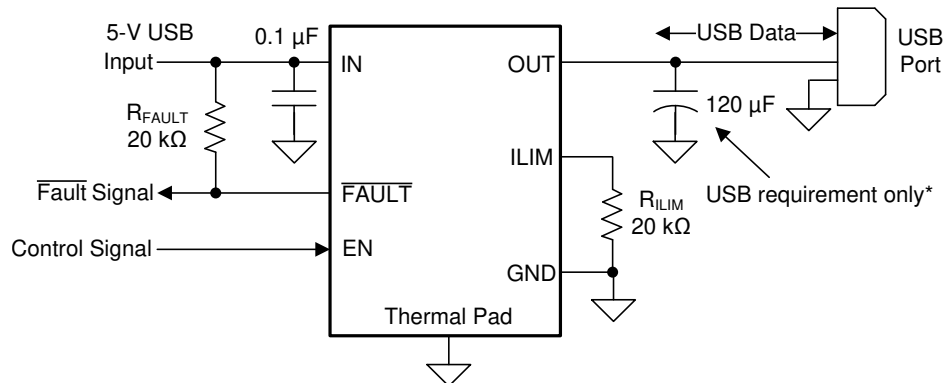 5-V USB
Input
0.1 µF
IN
OUT
USB Data
USB
Port
R_FAULT
20 kΩ
120 µF
ILIM
Fault Signal
FAULT
R_ILIM
20 kΩ
USB requirement only*
Control Signal
EN
GND
Thermal Pad